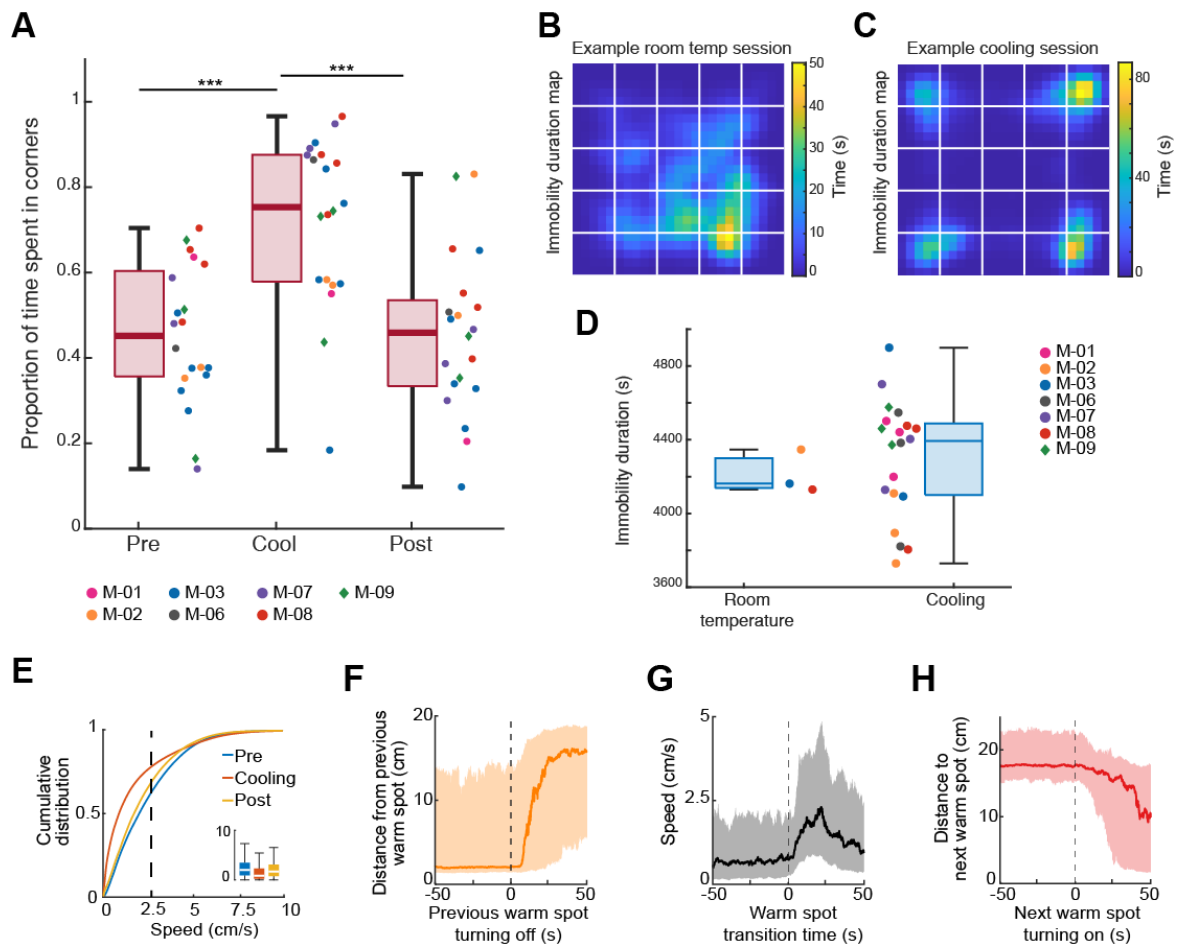 A
B
C
Example room temp session
Example cooling session
***
***
1
0.8
0.6
0.4
0.2
0
Proportion of time spent in corners
Pre
Cool
Post
M-01
M-03
M-07
M-09
M-02
M-06
M-08
Immobility duration map
50
40
30
20
10
0
Time (s)
Immobility duration map
80
40
0
Time (s)
D
4800
4400
4000
3600
Immobility duration (s)
Room
temperature
Cooling
M-01
M-02
M-03
M-06
M-07
M-08
M-09
E
Cumulative
distribution
1
0.5
0
Pre
Cooling
Post
10
0
0
2.5
5
7.5
10
Speed (cm/s)
F
Distance from previous
warm spot (cm)
20
10
0
-50
0
50
Previous warm spot
turning off (s)
G
Speed (cm/s)
5
2.5
0
-50
0
50
Warm spot
transition time (s)
H
Distance to
next warm spot (cm)
20
10
0
-50
0
50
Next warm spot
turning on (s)